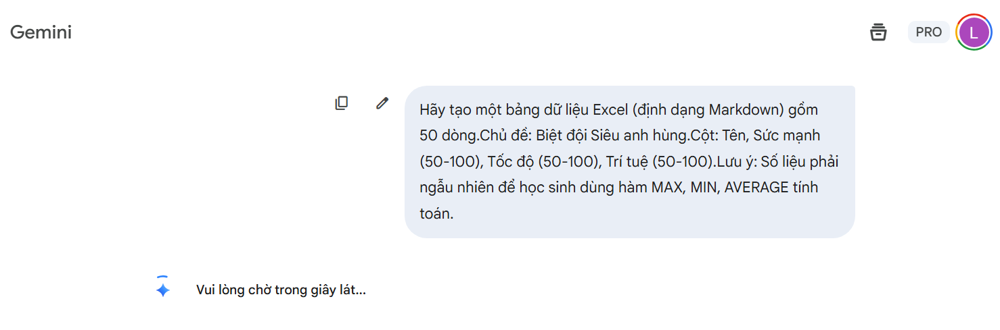 Gemini
PRO
L
Hãy tạo một bảng dữ liệu Excel (định dạng Markdown) gồm
50 dòng.Chủ đề: Biệt đội Siêu anh hùng.Cột: Tên, Sức mạnh
(50-100), Tốc độ (50-100), Trí tuệ (50-100).Lưu ý: Số liệu phải
ngẫu nhiên để học sinh dùng hàm MAX, MIN, AVERAGE tính
toán.
Vui lòng chờ trong giây lát...